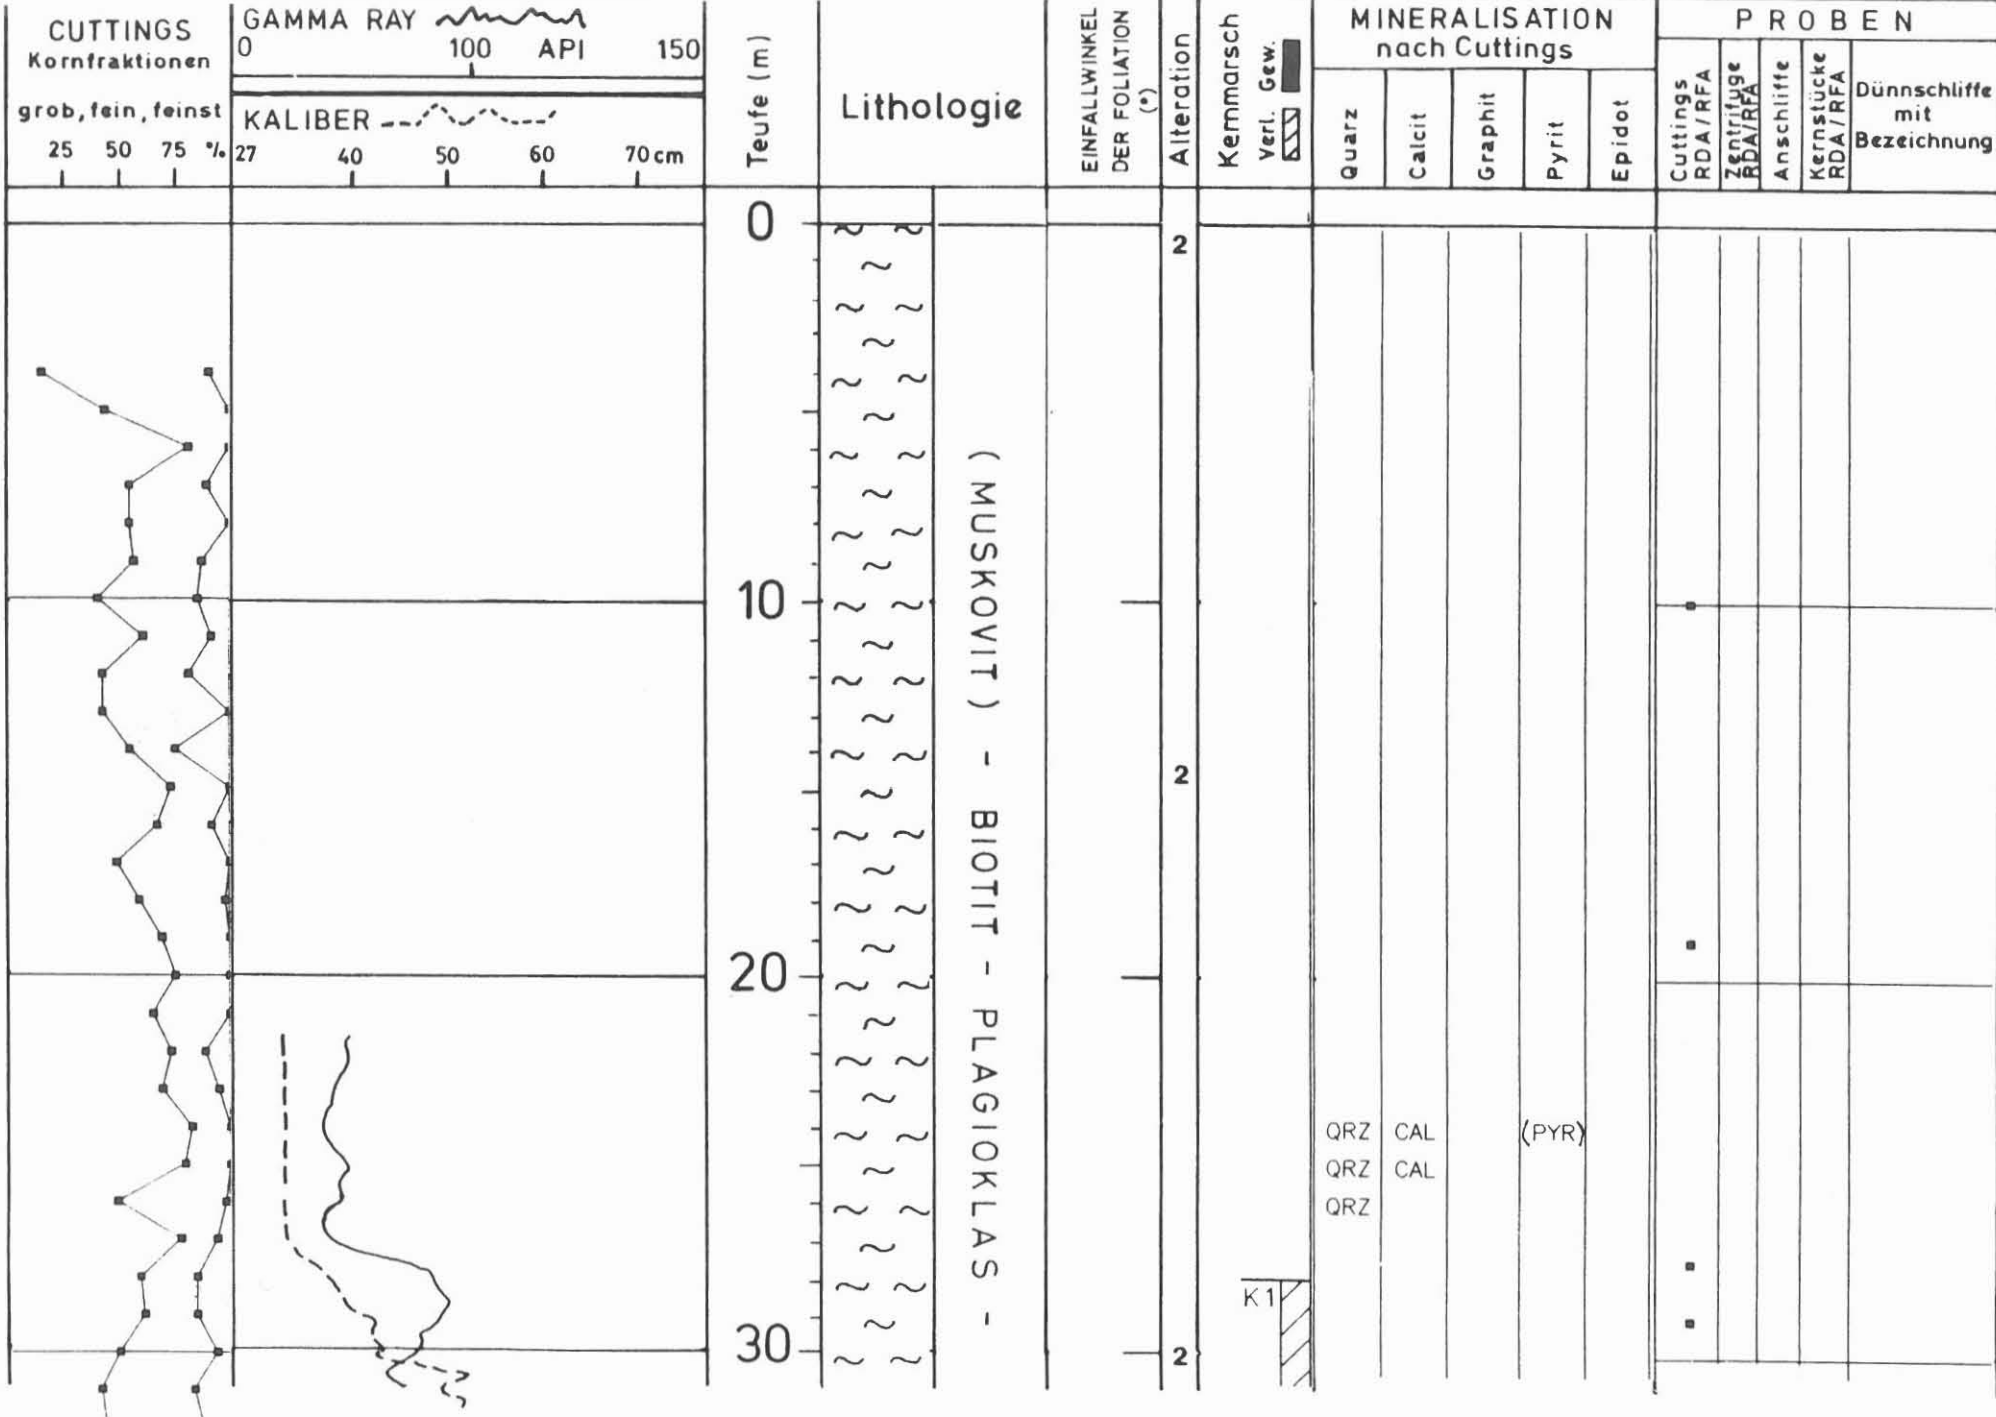 CUTTINGS
Kornfraktionen
grob, fein, feinst
25 50 75 %
GAMMA RAY
0 100 API 150
KALIBER
27 40 50 60 70 cm
Teufe (m)
Lithologie
EINFALLWINKEL
DER FOLIATION
(°)
Alteration
Kernmarsch
Verl. Gew.
MINERALISATION
nach Cuttings
Quarz
Calcit
Graphit
Pyrit
Epidot
PROBEN
Cuttings
RDA/RFA
Zentrifuge
RDA/RFA
Anschliffe
Kernstücke
RDA/RFA
Dünnschliffe
mit
Bezeichnung
0
2
10
2
20
30
2
(MUSKOVIT) - BIOTIT - PLAGIOKLAS -
QRZ CAL (PYR)
QRZ CAL
QRZ
K1